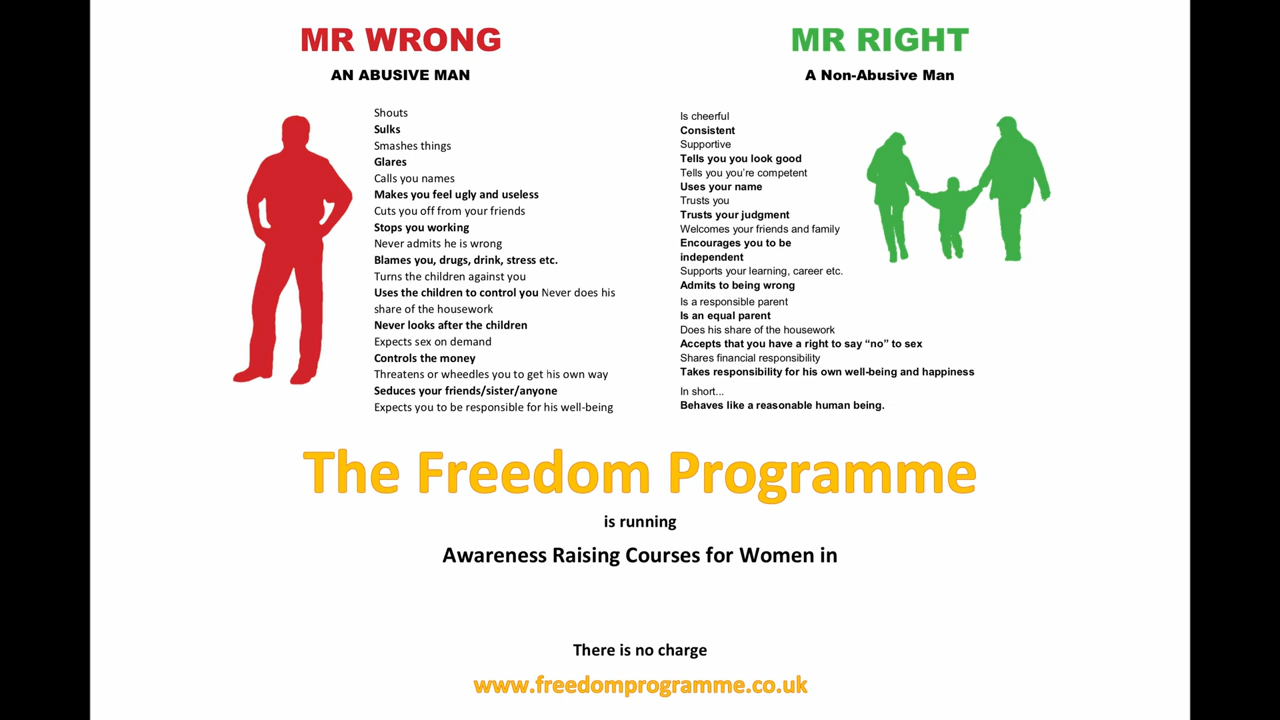 MR WRONG
AN ABUSIVE MAN
Shouts
Sulks
Smashes things
Glares
Calls you names
Makes you feel ugly and useless
Cuts you off from your friends
Stops you working
Never admits he is wrong
Blames you, drugs, drink, stress etc.
Turns the children against you
Uses the children to control you Never does his
share of the housework
Never looks after the children
Expects sex on demand
Controls the money
Threatens or wheedles you to get his own way
Seduces your friends/sister/anyone
Expects you to be responsible for his well-being
MR RIGHT
A Non-Abusive Man
Is cheerful
Consistent
Supportive
Tells you you look good
Tells you you’re competent
Uses your name
Trusts you
Trusts your judgment
Welcomes your friends and family
Encourages you to be
independent
Supports your learning, career etc.
Admits to being wrong
Is a responsible parent
Is an equal parent
Does his share of the housework
Accepts that you have a right to say “no” to sex
Shares financial responsibility
Takes responsibility for his own well-being and happiness
In short...
Behaves like a reasonable human being.
The Freedom Programme
is running
Awareness Raising Courses for Women in
There is no charge
www.freedomprogramme.co.uk